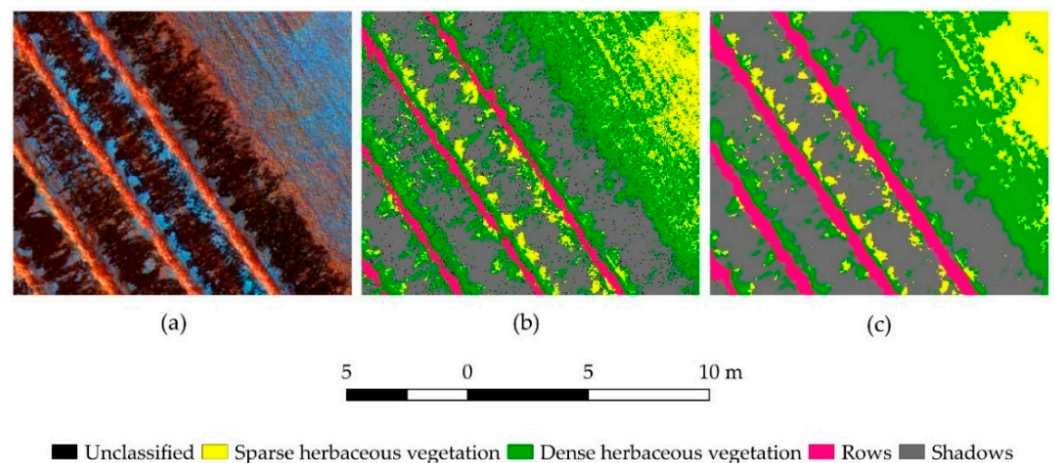 (a) (b) (c)
5 0 5 10 m
Unclassified Sparse herbaceous vegetation Dense herbaceous vegetation Rows Shadows